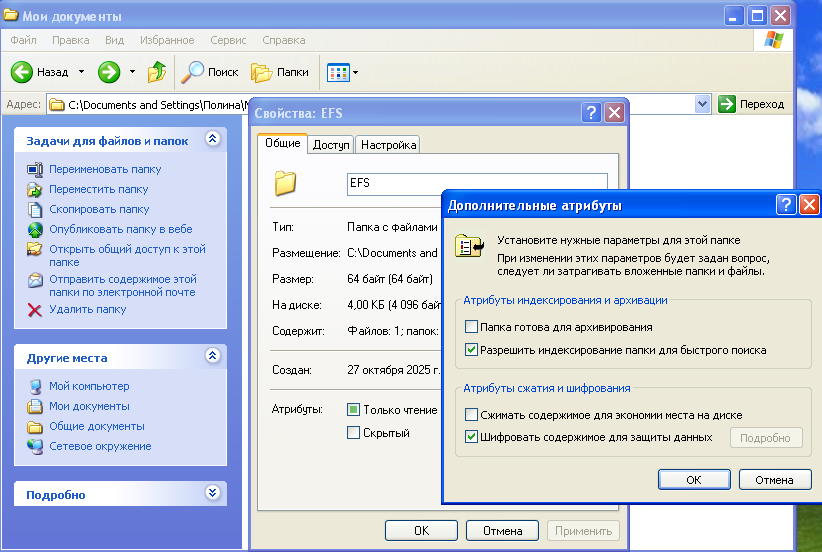 Мои документы
Файл Правка Вид Избранное Сервис Справка
Назад Поиск Папки
Адрес: C:\Documents and Settings\Полина\ Переход
Задачи для файлов и папок
Переименовать папку
Переместить папку
Скопировать папку
Опубликовать папку в вебе
Открыть общий доступ к этой
папке
Отправить содержимое этой
папки по электронной почте
Удалить папку
Другие места
Мой компьютер
Мои документы
Общие документы
Сетевое окружение
Подробно
Свойства: EFS
Общие Доступ Настройка
EFS
Тип: Папка с файлами
Размещение: C:\Documents and
Размер: 64 байт (64 байт)
На диске: 4,00 КБ (4 096 байт
Содержит: Файлов: 1; папок:
Создан: 27 октября 2025 г.
Атрибуты: Только чтение
Скрытый
OK Отмена Применить
Дополнительные атрибуты
Установите нужные параметры для этой папке
При изменении этих параметров будет задан вопрос,
следует ли затрагивать вложенные папки и файлы.
Атрибуты индексирования и архивации
Папка готова для архивирования
Разрешить индексирование папки для быстрого поиска
Атрибуты сжатия и шифрования
Сжимать содержимое для экономии места на диске
Шифровать содержимое для защиты данных Подробно
OK Отмена